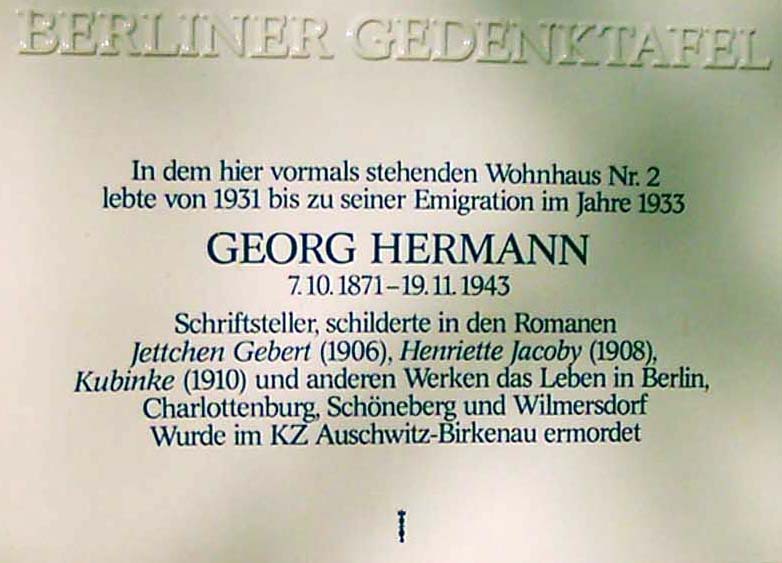 BERLINER GEDENKTAFEL
In dem hier vormals stehenden Wohnhaus Nr. 2
lebte von 1931 bis zu seiner Emigration im Jahre 1933
GEORG HERMANN
7.10.1871–19.11.1943
Schriftsteller, schilderte in den Romanen
Jettchen Gebert (1906), Henriette Jacoby (1908),
Kubinke (1910) und anderen Werken das Leben in Berlin,
Charlottenburg, Schöneberg und Wilmersdorf
Wurde im KZ Auschwitz-Birkenau ermordet